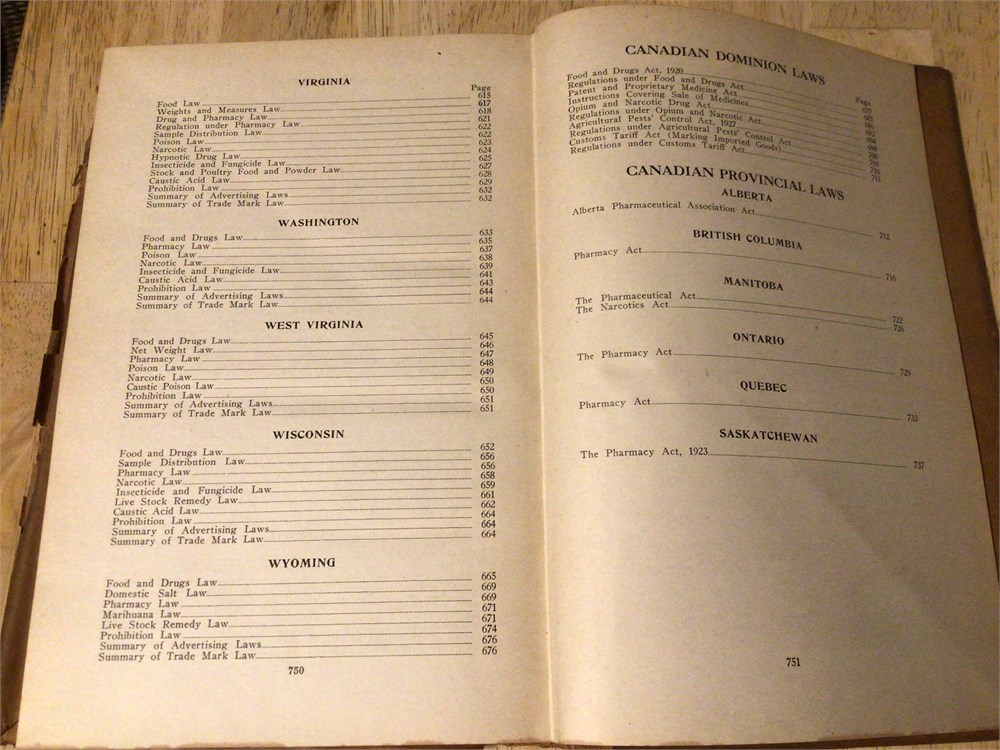 VIRGINIA
Page
Food Law 615
Weights and Measures Law 617
Drug and Pharmacy Law 618
Regulation under Pharmacy Law 621
Sample Distribution Law 622
Poison Law 622
Narcotic Law 623
Hypnotic Drug Law 624
Insecticide and Fungicide Law 625
Stock and Poultry Food and Powder Law 627
Caustic Acid Law 628
Prohibition Law 629
Summary of Advertising Laws 632
Summary of Trade Mark Law 632
WASHINGTON
Food and Drugs Law 633
Pharmacy Law 635
Poison Law 637
Narcotic Law 638
Insecticide and Fungicide Law 639
Caustic Acid Law 641
Prohibition Law 643
Summary of Advertising Laws 644
Summary of Trade Mark Law 644
WEST VIRGINIA
Food and Drugs Law 645
Net Weight Law 646
Pharmacy Law 647
Poison Law 648
Narcotic Law 649
Caustic Poison Law 650
Prohibition Law 650
Summary of Advertising Laws 651
Summary of Trade Mark Law 651
WISCONSIN
Food and Drugs Law 652
Sample Distribution Law 656
Pharmacy Law 656
Narcotic Law 658
Insecticide and Fungicide Law 659
Live Stock Remedy Law 661
Caustic Acid Law 662
Prohibition Law 664
Summary of Advertising Laws 664
Summary of Trade Mark Law 664
WYOMING
Food and Drugs Law 665
Domestic Salt Law 669
Pharmacy Law 669
Marihuana Law 671
Live Stock Remedy Law 671
Prohibition Law 674
Summary of Advertising Laws 676
Summary of Trade Mark Law 676
750
CANADIAN DOMINION LAWS
Page
Food and Drugs Act, 1920
Regulations under Food and Drugs Act
Patent and Proprietary Medicine Act
Instructions Covering Sale of Medicines
Opium and Narcotic Drug Act
Regulations under Opium and Narcotic Act
Agricultural Pests' Control Act, 1927
Regulations under Agricultural Pests' Control Act
Customs Tariff Act (Marking Imported Goods) 710
Regulations under Customs Tariff Act 711
CANADIAN PROVINCIAL LAWS
ALBERTA
Alberta Pharmaceutical Association Act 712
BRITISH COLUMBIA
Pharmacy Act 716
MANITOBA
The Pharmaceutical Act 722
The Narcotics Act 726
ONTARIO
The Pharmacy Act 729
QUEBEC
Pharmacy Act 733
SASKATCHEWAN
The Pharmacy Act, 1923 737
751